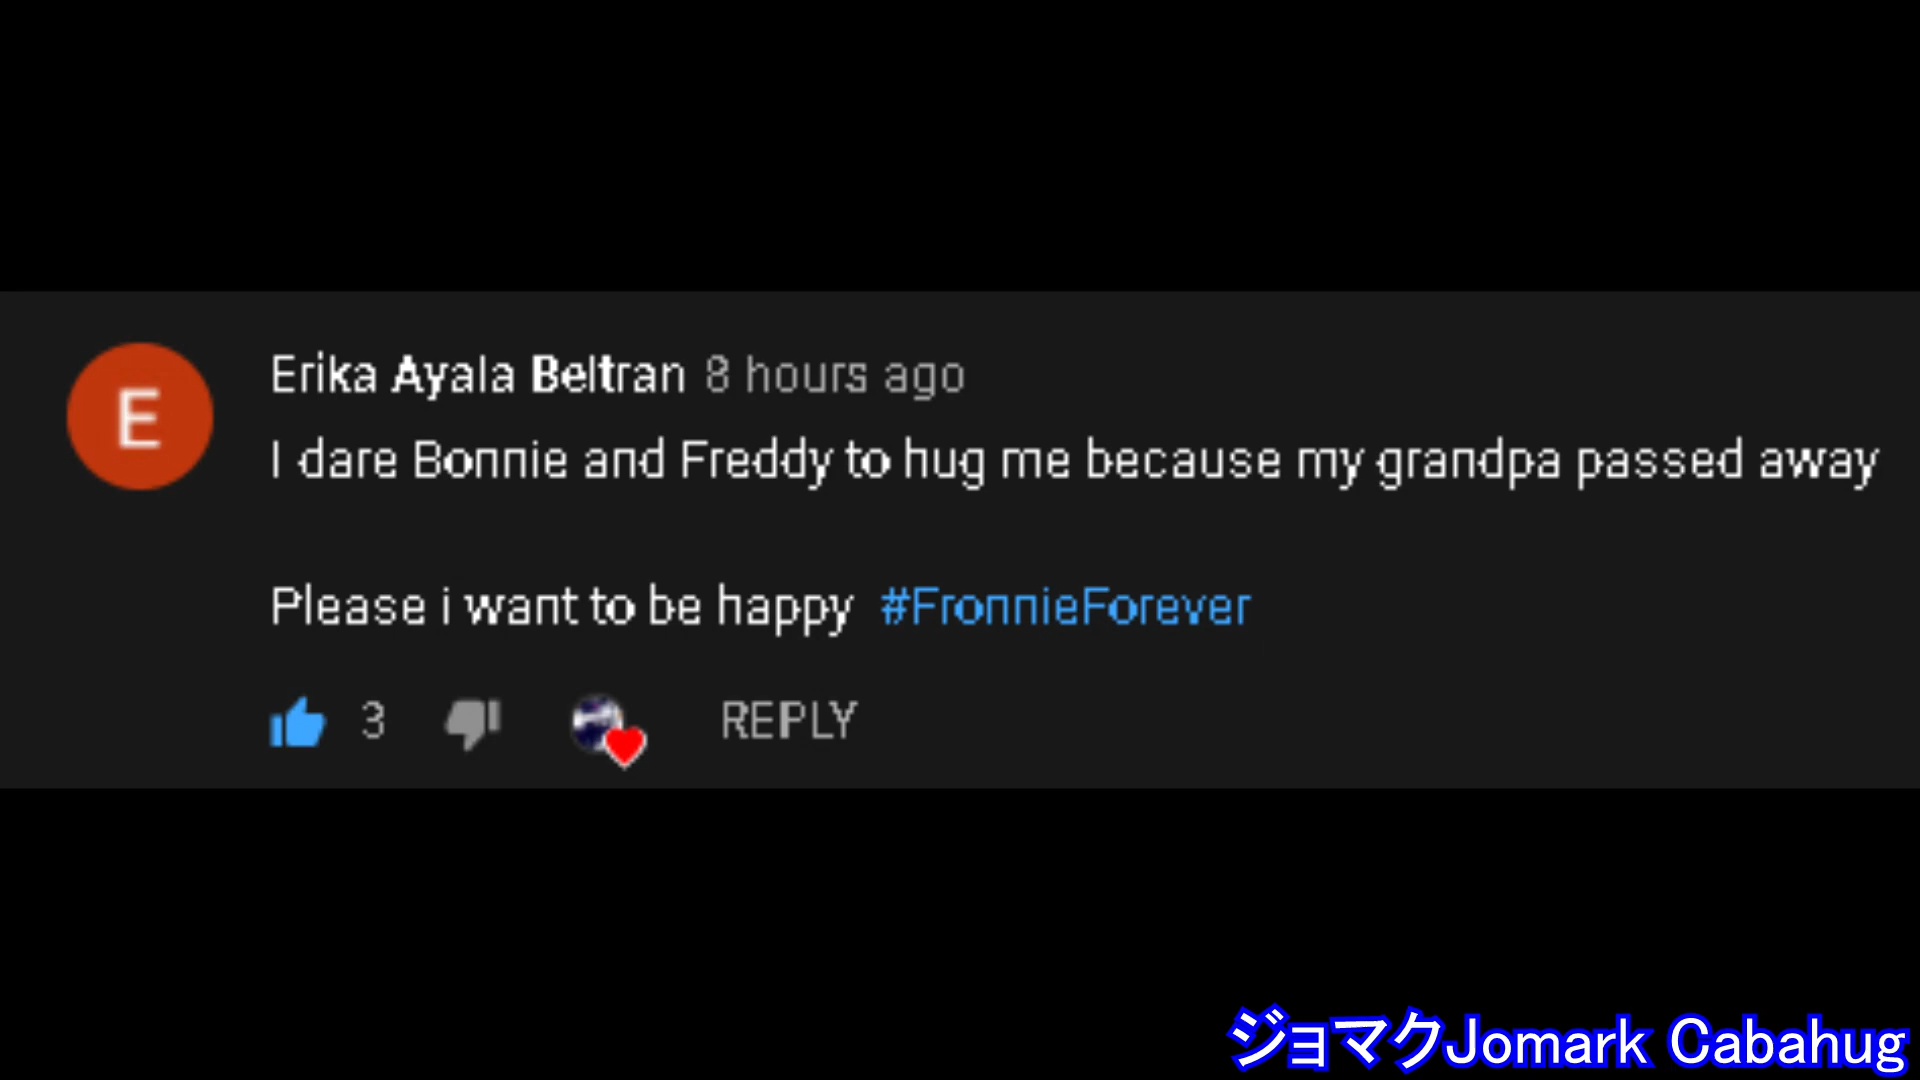 E
Erika Ayala Beltran 8 hours ago
I dare Bonnie and Freddy to hug me because my grandpa passed away
Please i want to be happy #FronnieForever
3 REPLY
ジョマクJomark Cabahug